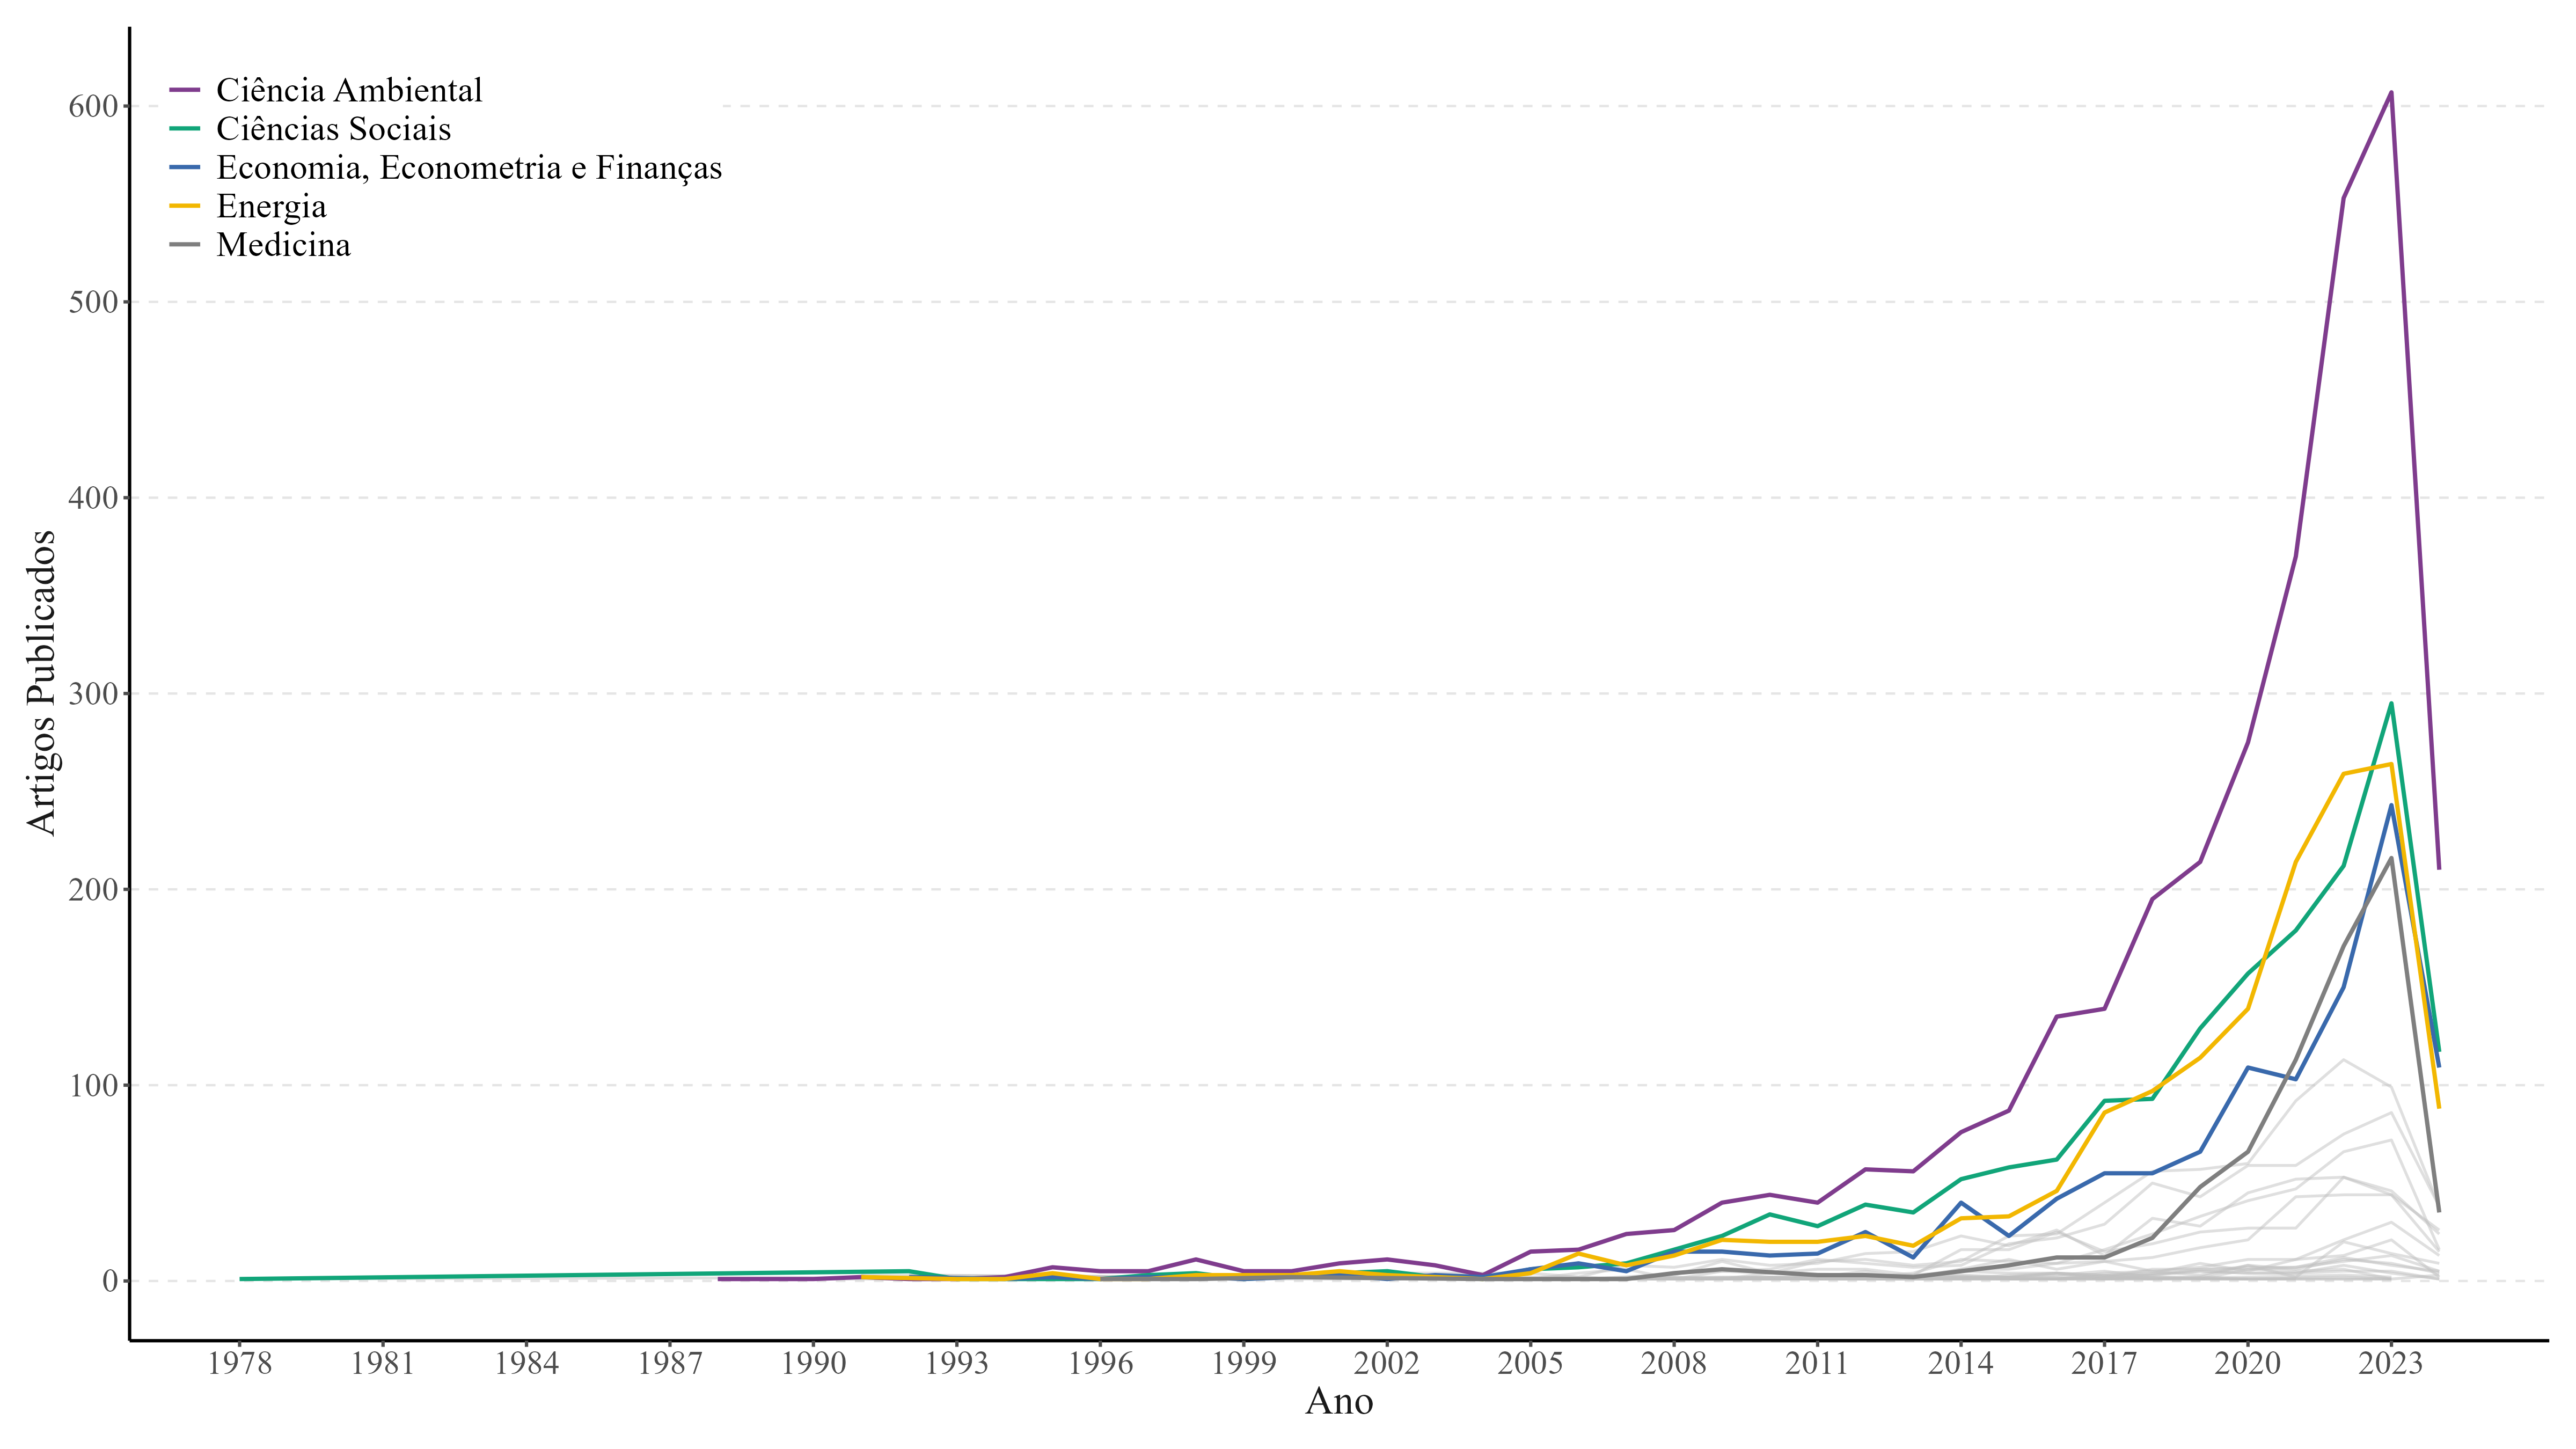 Ciência Ambiental
Ciências Sociais
Economia, Econometria e Finanças
Energia
Medicina
600
500
400
300
200
100
0
Artigos Publicados
1978 1981 1984 1987 1990 1993 1996 1999 2002 2005 2008 2011 2014 2017 2020 2023
Ano